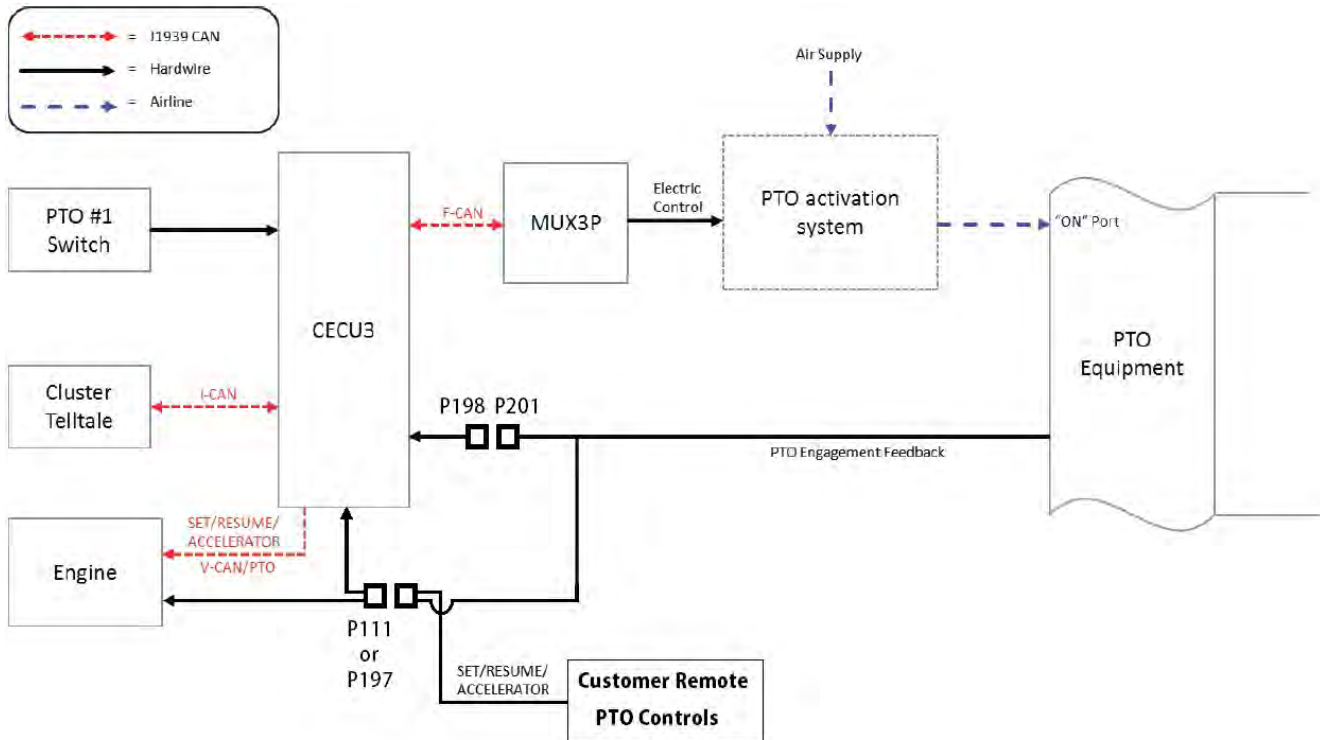 = J1939 CAN
= Hardwire
= Airline
Air Supply
PTO #1
Switch
F-CAN
MUX3P
Electric
Control
PTO activation
system
"ON" Port
CECU3
PTO
Equipment
Cluster
Telltale
I-CAN
P198 P201
PTO Engagement Feedback
SET/RESUME/
ACCELERATOR
V-CAN/PTO
Engine
P111
or
P197
SET/RESUME/
ACCELERATOR
Customer Remote
PTO Controls